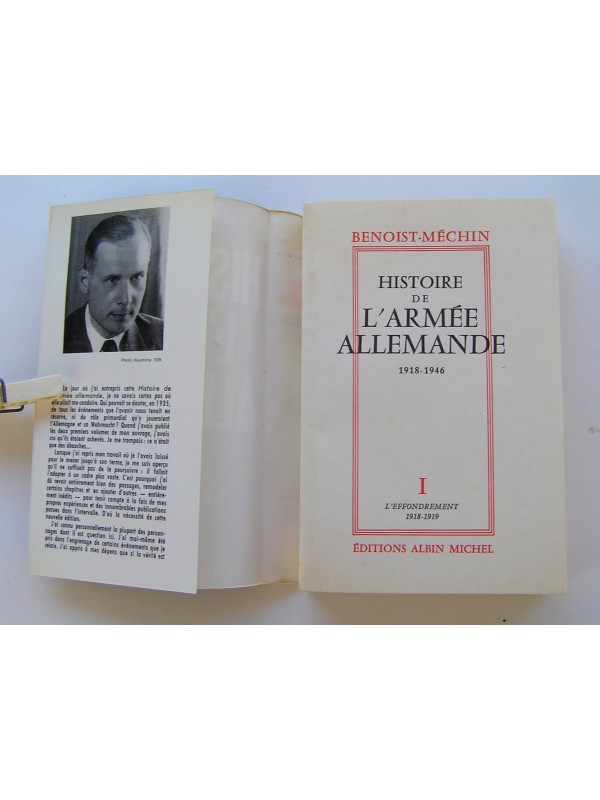 Photo Keystone 1936
Le jour où j'ai entrepris cette Histoire de
armée allemande, je ne savais certes pas où
elle allait me conduire. Qui pouvait se douter, en 1935,
de tous les événements que l'avenir nous tenait en
réserve, ni du rôle primordial qu'y joueraient
l'Allemagne et sa Wehrmacht ? Quand j'avais publié
les deux premiers volumes de mon ouvrage, j'avais
cru qu'ils étaient achevés. Je me trompais : ce n'était
que des ébauches...
Lorsque j'ai repris mon travail où je l'avais laissé
pour le mener jusqu'à son terme, je me suis aperçu
qu'il ne suffisait pas de le poursuivre : il fallait
l'adapter à un cadre plus vaste. C'est pourquoi j'ai
dû revoir entièrement bien des passages, remodeler
certains chapitres et en ajouter d'autres — entière-
ment inédits — pour tenir compte à la fois de mes
propres expériences et des innombrables publications
parues dans l'intervalle. D'où la nécessité de cette
nouvelle édition.
J'ai connu personnellement la plupart des person-
nages dont il est question ici. J'ai moi-même été
pris dans l'engrenage de certains événements que je
relate. J'ai appris à mes dépens que si la vérité est
BENOIST-MÉCHIN
HISTOIRE
DE
L'ARMÉE
ALLEMANDE
1918-1946
I
L'EFFONDREMENT
1918-1919
ÉDITIONS ALBIN MICHEL